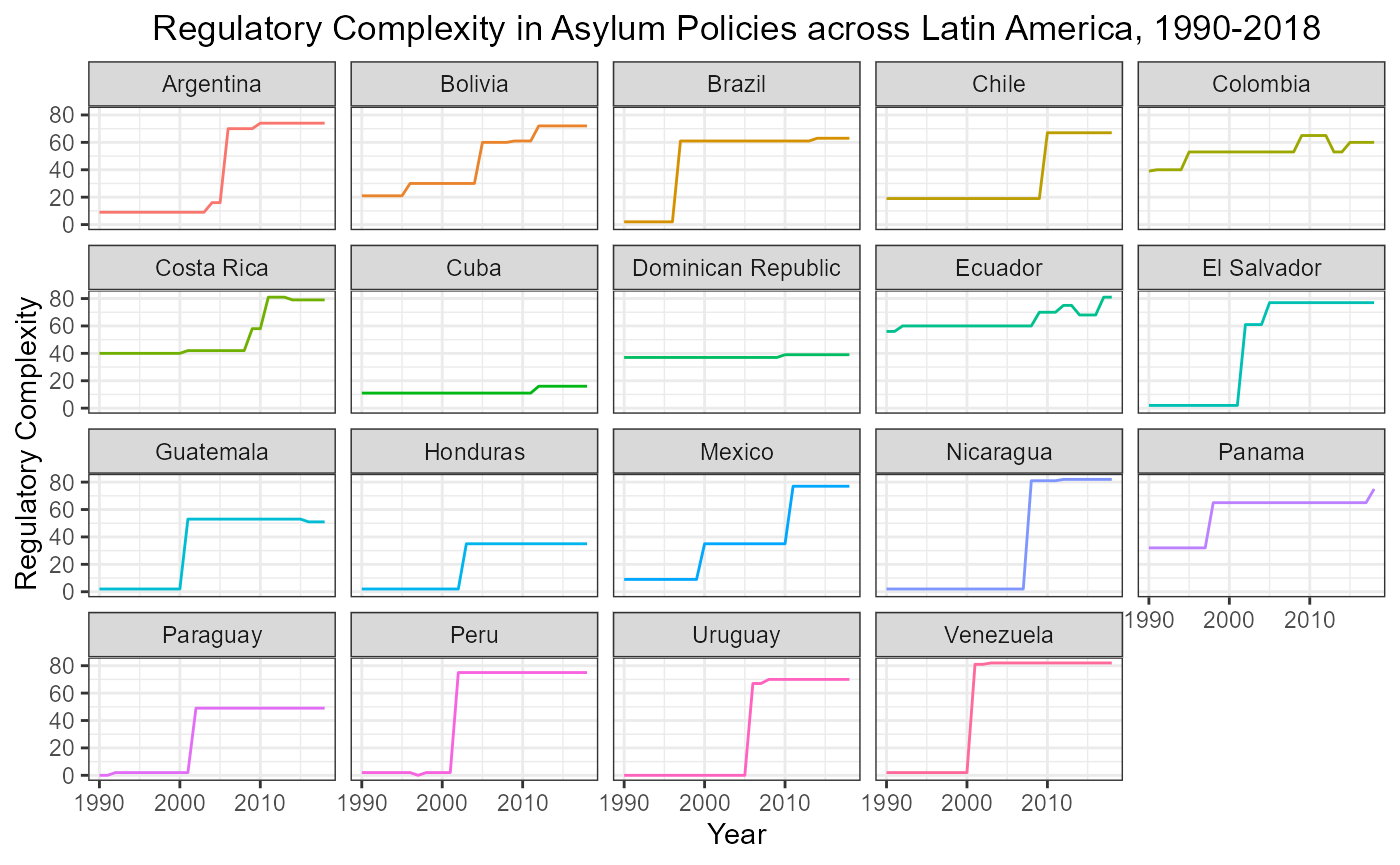 Regulatory Complexity in Asylum Policies across Latin America, 1990-2018
Argentina Bolivia Brazil Chile Colombia
80
60
40
20
0
Costa Rica Cuba Dominican Republic Ecuador El Salvador
80
60
40
20
0
Regulatory Complexity
Guatemala Honduras Mexico Nicaragua Panama
80
60
40
20
0
1990 2000 2010
Paraguay Peru Uruguay Venezuela
80
60
40
20
0
1990 2000 2010 1990 2000 2010 1990 2000 2010 1990 2000 2010
Year